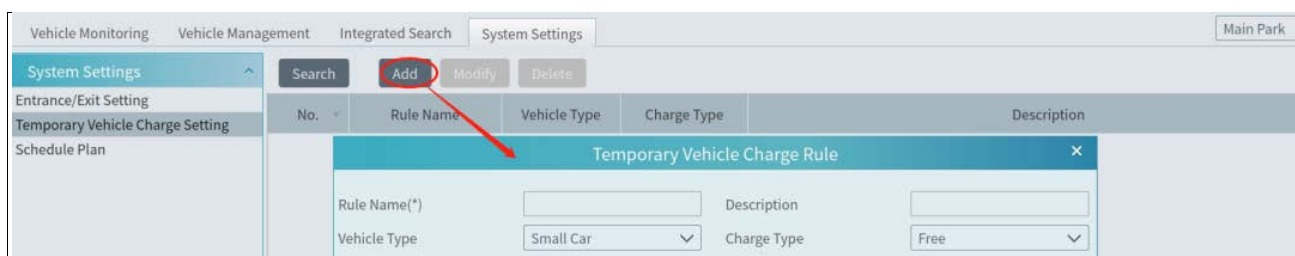 Vehicle Monitoring Vehicle Management Integrated Search System Settings Main Park
System Settings Search Add Modify Delete
Entrance/Exit Setting
No. Rule Name Vehicle Type Charge Type Description
Temporary Vehicle Charge Setting
Schedule Plan
Temporary Vehicle Charge Rule
Rule Name(*) Description
Vehicle Type Small Car Charge Type Free